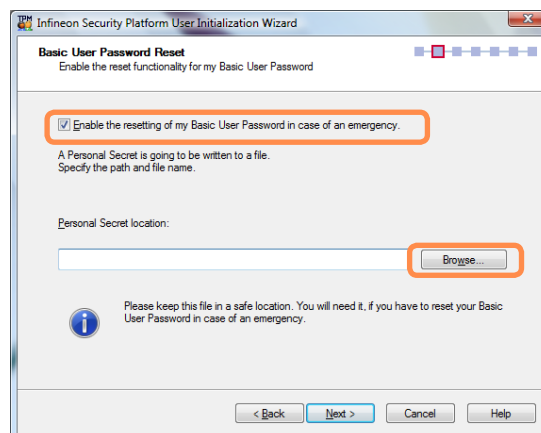 TPM
Infineon Security Platform User Initialization Wizard
Basic User Password Reset
Enable the reset functionality for my Basic User Password
Enable the resetting of my Basic User Password in case of an emergency.
A Personal Secret is going to be written to a file.
Specify the path and file name.
Personal Secret location:
Browse...
Please keep this file in a safe location. You will need it, if you have to reset your Basic
User Password in case of an emergency.
< Back Next > Cancel Help